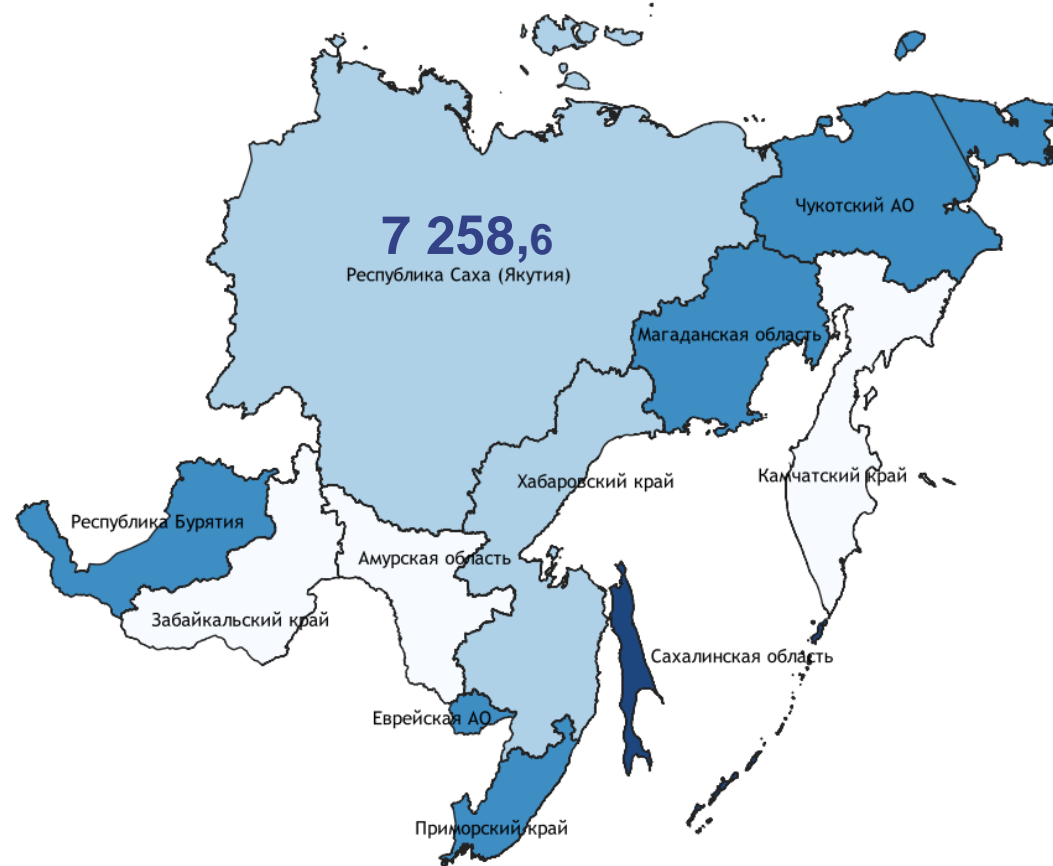 Чукотский АО
7 258,6
Республика Саха (Якутия)
Магаданская область
Хабаровский край
Камчатский край
Республика Бурятия
Амурская область
Забайкальский край
Сахалинская область
Еврейская АО
Приморский край